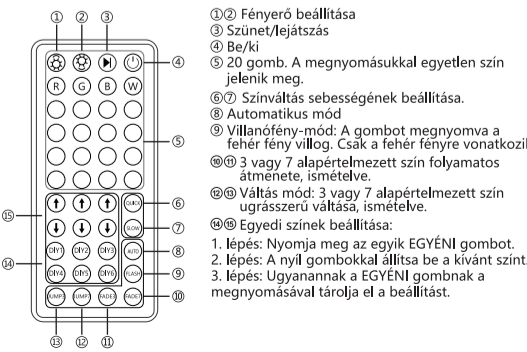 ① ② ③
①② Fényerő beállítása
③ Szünet/lejátszás
④ Be/ki
⑤ 20 gomb. A megnyomásukkal egyetlen szín
jelenik meg.
⑥⑦ Színváltás sebességének beállítása.
⑧ Automatikus mód
⑨ Villanófény-mód: A gombot megnyomva a
fehér fény villog. Csak a fehér fényre vonatkozik
⑩⑪ 3 vagy 7 alapértelmezett szín folyamatos
átmenete, ismételve.
⑫⑬ Váltás mód: 3 vagy 7 alapértelmezett szín
ugrásszerű váltása, ismételve.
⑭⑮ Egyedi színek beállítása:
1. lépés: Nyomja meg az egyik EGYÉNI gombot.
2. lépés: A nyíl gombokkal állítsa be a kívánt színt.
3. lépés: Ugyanannak a EGYÉNI gombnak a
megnyomásával tárolja el a beállítást.
④
R G B W
⑤
⑮
QUICK ⑥
SLOW ⑦
⑭
DIY1 DIY2 DIY3 AUTO ⑧
DIY4 DIY5 DIY6 FLASH ⑨
JUMP3 JUMP7 FADE3 FADE7 ⑩
⑬ ⑫ ⑪